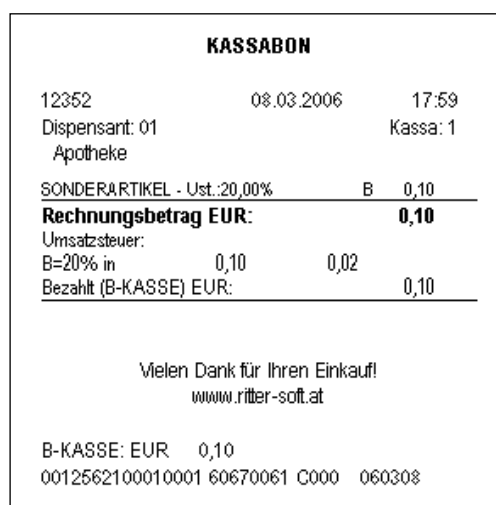 KASSABON
12352 08.03.2006 17:59
Dispensant: 01 Kassa: 1
Apotheke
SONDERARTIKEL - Ust.:20,00% B 0,10
Rechnungsbetrag EUR: 0,10
Umsatzsteuer:
B=20% in 0,10 0,02
Bezahlt (B-KASSE) EUR: 0,10
Vielen Dank für Ihren Einkauf!
www.ritter-soft.at
B-KASSE: EUR 0,10
0012562100010001 60670061 C000 060308